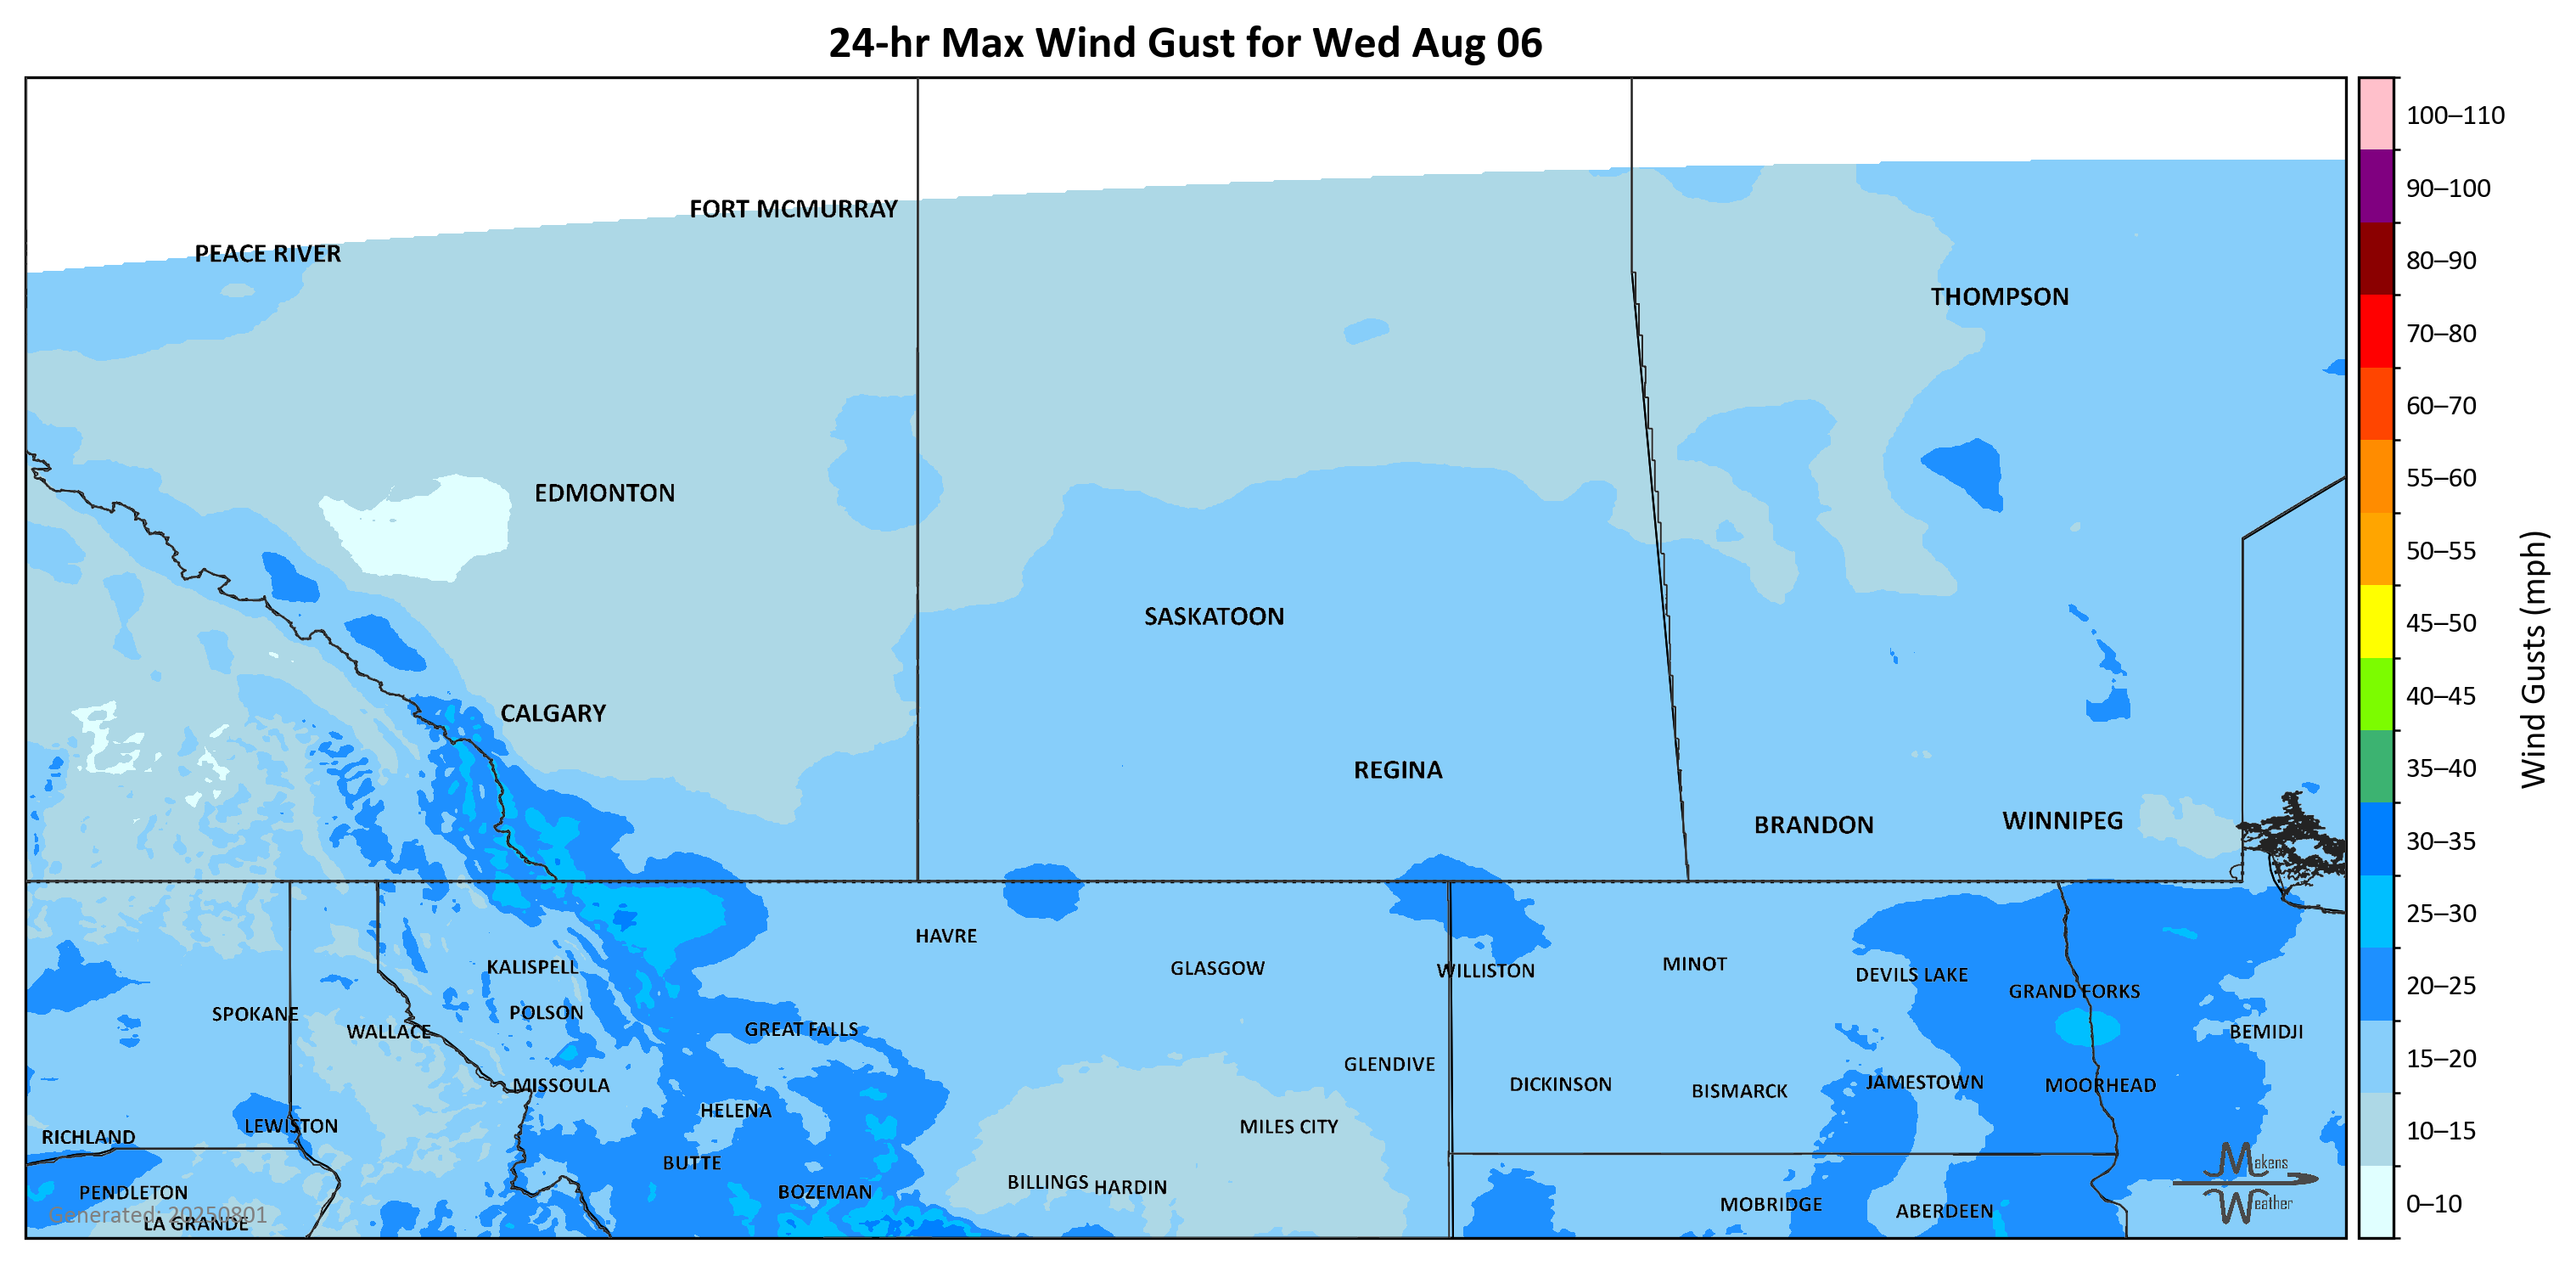 24-hr Max Wind Gust for Wed Aug 06
100–110
FORT MCMURRAY
90–100
PEACE RIVER
80–90
THOMPSON
70–80
60–70
55–60
EDMONTON
50–55
SASKATOON
45–50
Wind Gusts (mph)
40–45
CALGARY
35–40
REGINA
BRANDON
WINNIPEG
30–35
25–30
HAVRE
KALISPELL
GLASGOW
WILLISTON
MINOT
DEVILS LAKE
20–25
GRAND FORKS
SPOKANE
POLSON
WALLACE
GREAT FALLS
BEMIDJI
15–20
GLENDIVE
MISSOULA
DICKINSON
BISMARCK
JAMESTOWN
MOORHEAD
HELENA
LEWISTON
MILES CITY
10–15
RICHLAND
BUTTE
Makens
Weather
PENDLETON
BOZEMAN
BILLINGS
HARDIN
MOBRIDGE
ABERDEEN
0–10
Generated: 20250801
LA GRANDE